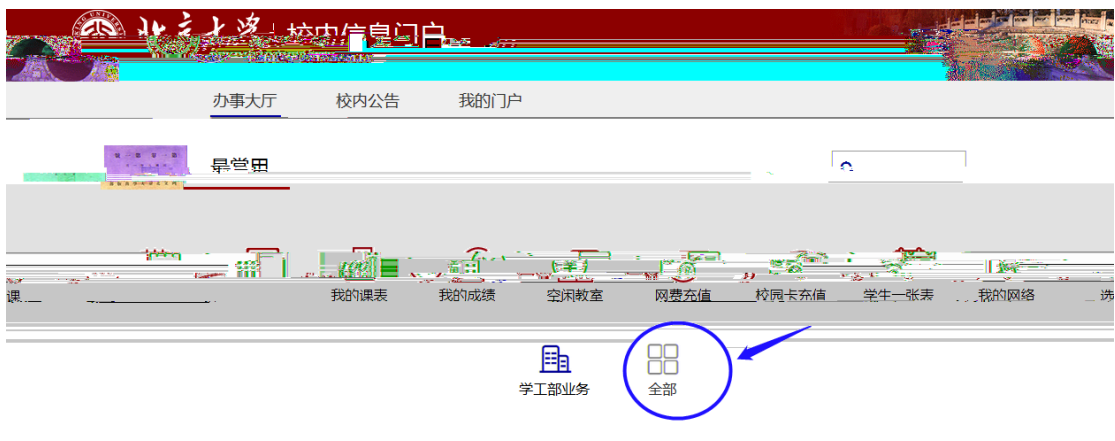 北京大学 校内信息门户
办事大厅 校内公告 我的门户
最常用
课 我的课表 我的成绩 空闲教室 网费充值 校园卡充值 学生一张表 我的网络 选
学工部业务 全部